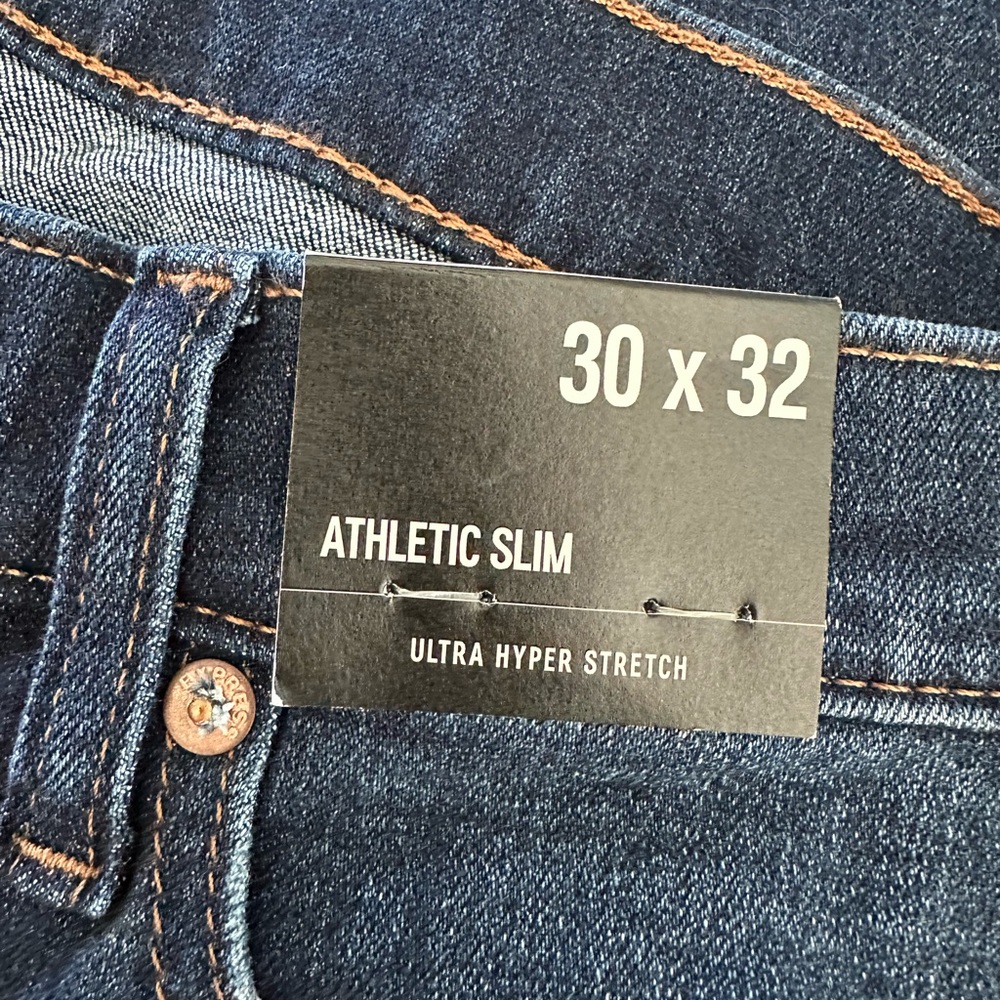 30 x 32
ATHLETIC SLIM
ULTRA HYPER STRETCH